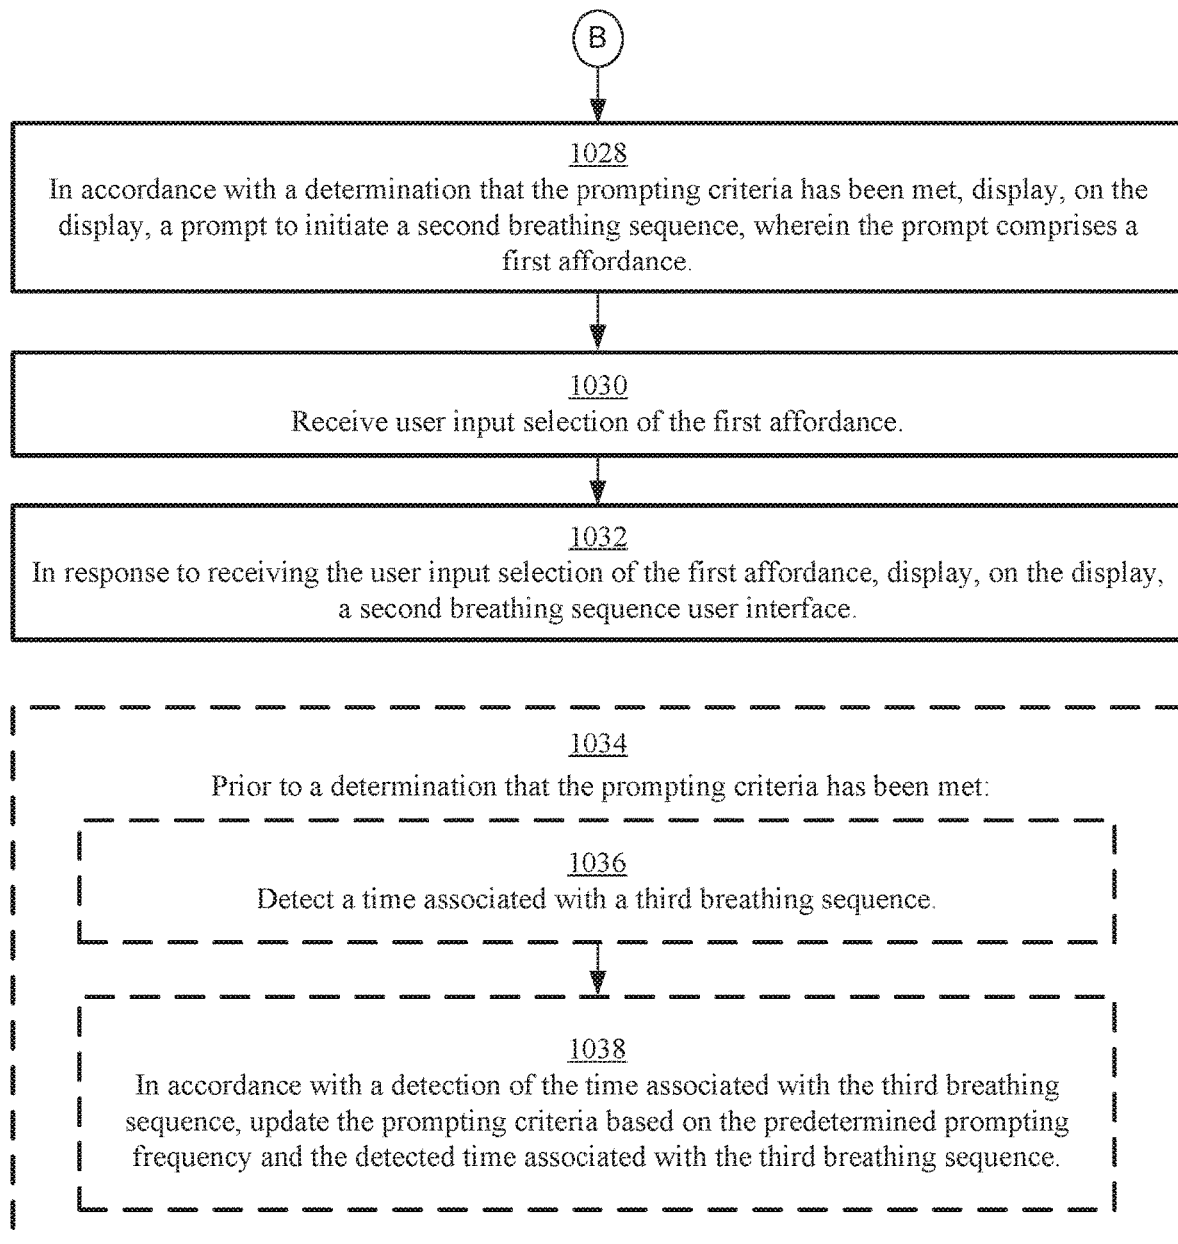 B
1028
In accordance with a determination that the prompting criteria has been met, display, on the
display, a prompt to initiate a second breathing sequence, wherein the prompt comprises a
first affordance.
1030
Receive user input selection of the first affordance.
1032
In response to receiving the user input selection of the first affordance, display, on the display,
a second breathing sequence user interface.
1034
Prior to a determination that the prompting criteria has been met:
1036
Detect a time associated with a third breathing sequence.
1038
In accordance with a detection of the time associated with the third breathing
sequence, update the prompting criteria based on the predetermined prompting
frequency and the detected time associated with the third breathing sequence.